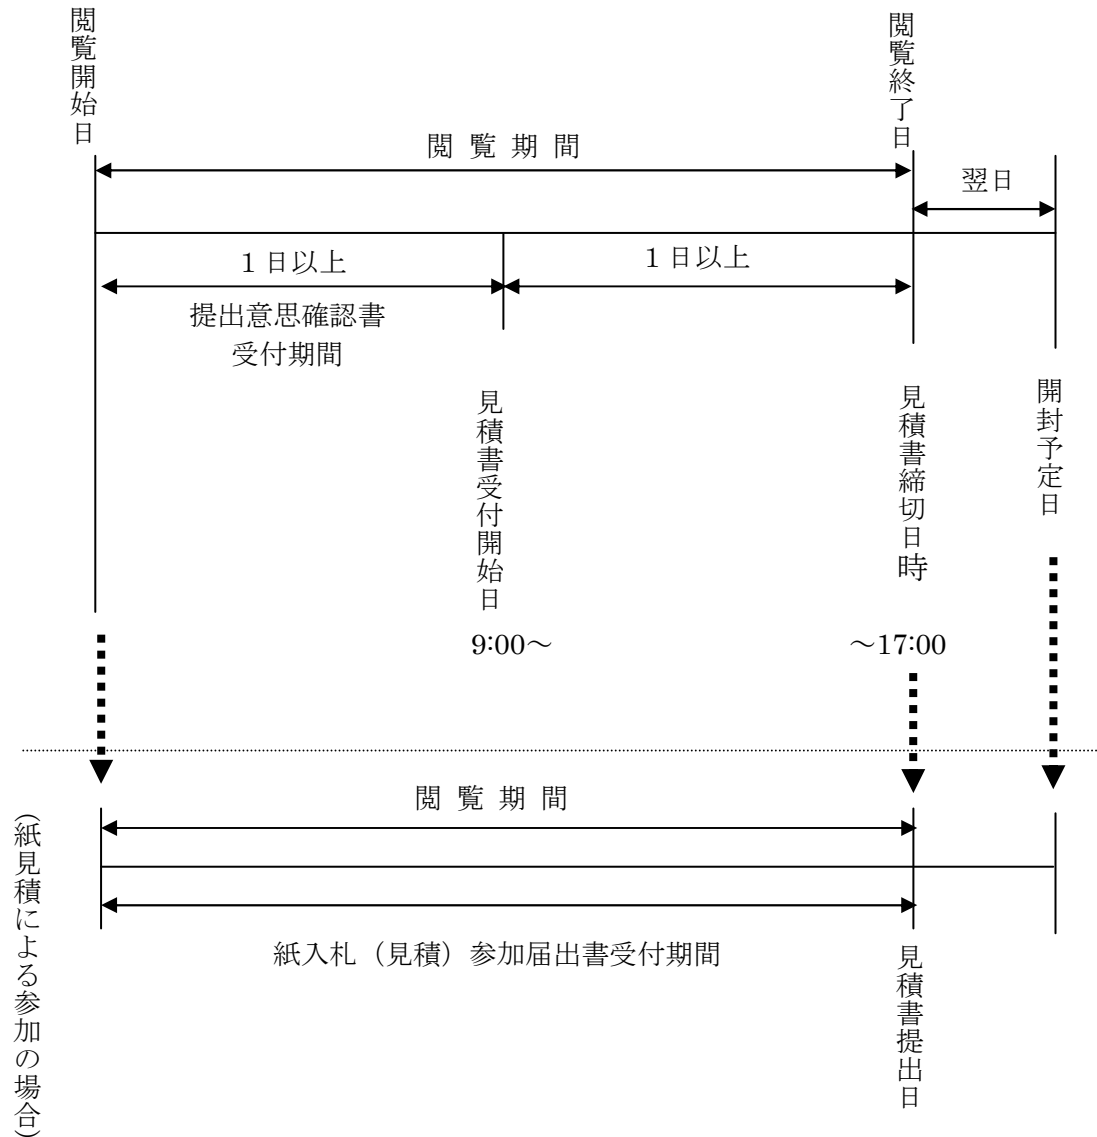 閲覧開始日
閲覧終了日
閲 覧 期 間
翌日
1日以上
1日以上
提出意思確認書
受付期間
見積書受付開始日
見積書締切日時
開封予定日
9:00～
～17:00
(紙見積による参加の場合)
閲 覧 期 間
紙入札（見積）参加届出書受付期間
見積書提出日